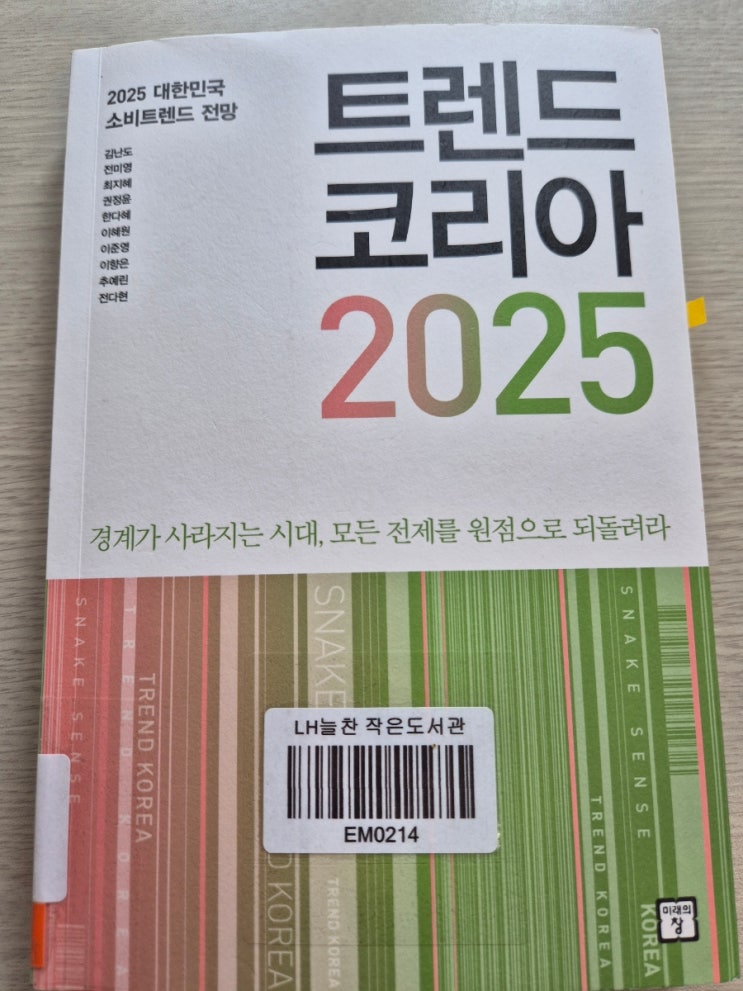 2025 대한민국
소비트렌드 전망
김난도
전미영
최지혜
권정윤
한다혜
이혜원
이준영
이향은
추예린
전다현
트렌드
코리아
2025
경계가 사라지는 시대, 모든 전제를 원점으로 되돌려라
SNAKE SENSE
TREND KOREA
TREND KOREA
SNAKE
SNAKE SENSE
LH늘찬 작은도서관
EM0214
D KOREA
TREND KOREA
TREND KOREA
KOREA
미래의
창